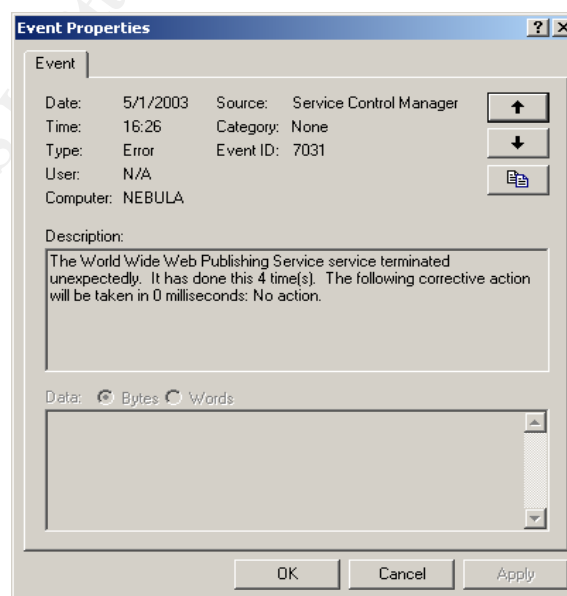 Event Properties
Event
Date: 5/1/2003 Source: Service Control Manager
Time: 16:26 Category: None
Type: Error Event ID: 7031
User: N/A
Computer: NEBULA
Description:
The World Wide Web Publishing Service service terminated
unexpectedly. It has done this 4 time(s). The following corrective action
will be taken in 0 milliseconds: No action.
Data: Bytes Words
OK Cancel Apply